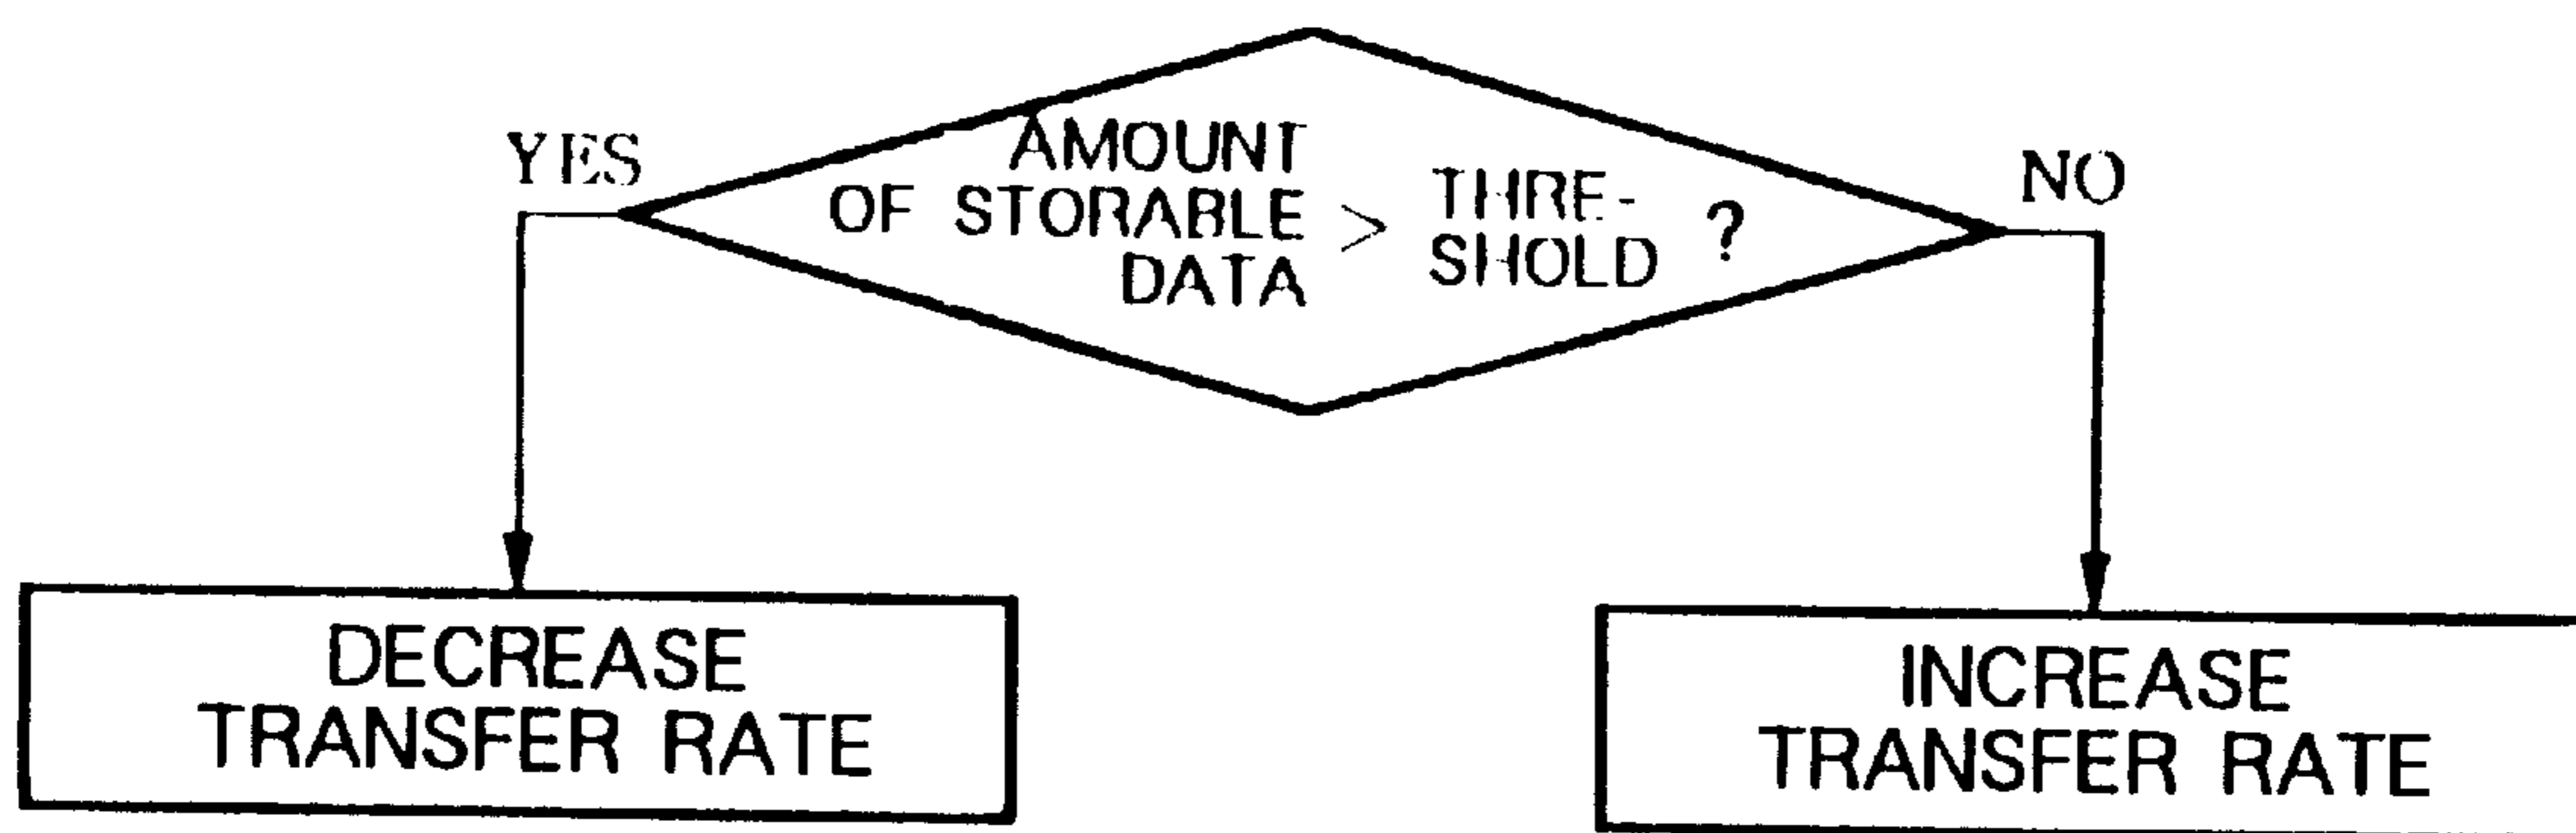 YES
AMOUNT
OF STORABLE
DATA
>
THRE-
SHOLD
?
NO
DECREASE
TRANSFER RATE
INCREASE
TRANSFER RATE